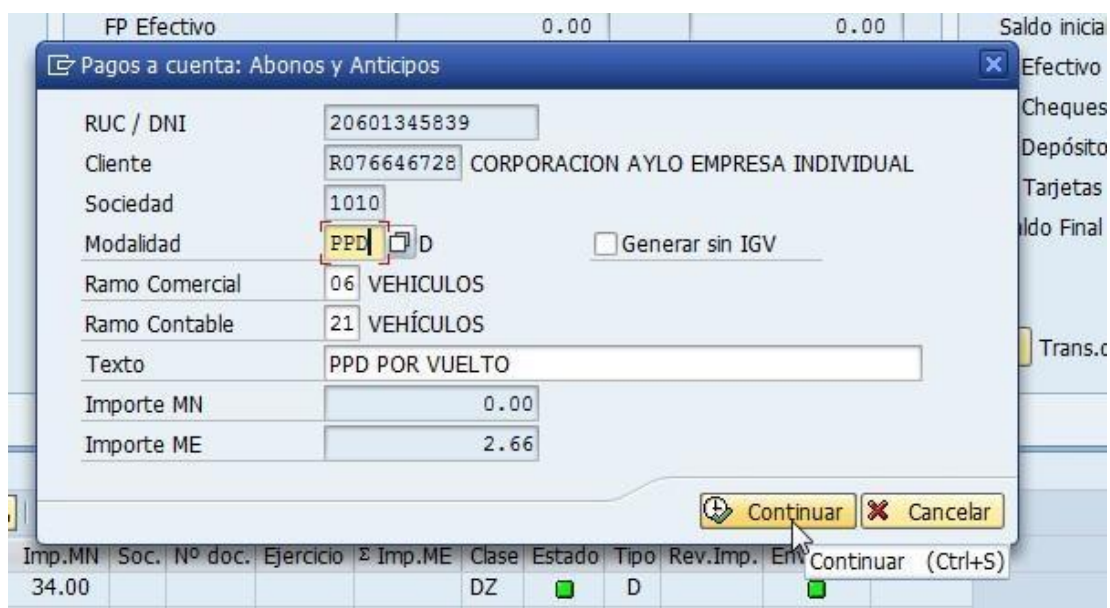 FP Efectivo 0.00 0.00 Saldo inicial
Pagos a cuenta: Abonos y Anticipos
Efectivo
Cheques
Depósito
Tarjetas
ldo Final
RUC / DNI 20601345839
Cliente R076646728 CORPORACION AYLO EMPRESA INDIVIDUAL
Sociedad 1010
Modalidad PPD D Generar sin IGV
Ramo Comercial 06 VEHICULOS
Ramo Contable 21 VEHÍCULOS
Trans.c
Texto PPD POR VUELTO
Importe MN 0.00
Importe ME 2.66
Continuar Cancelar
Imp.MN Soc. Nº doc. Ejercicio Σ Imp.ME Clase Estado Tipo Rev.Imp. En
Continuar (Ctrl+S)
34.00 DZ D